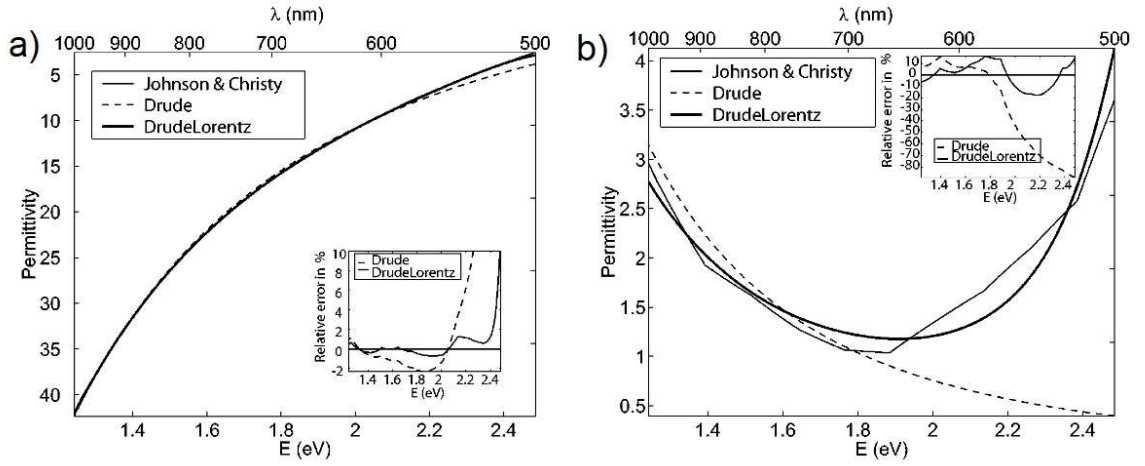 a)
λ (nm)
1000 900 800 700 600 500
Johnson & Christy
Drude
DrudeLorentz
Permittivity
5
10
15
20
25
30
35
40
1.4 1.6 1.8 2 2.2 2.4
E (eV)
Relative error in %
10
8
6
4
2
0
-2
Drude
DrudeLorentz
1.4 1.6 1.8 2 2.2 2.4
E (eV)
b)
λ (nm)
1000 900 800 700 600 500
Johnson & Christy
Drude
DrudeLorentz
Permittivity
4
3.5
3
2.5
2
1.5
1
0.5
1.4 1.6 1.8 2 2.2 2.4
E (eV)
Relative error in %
10
0
-10
-20
-30
-40
-50
-60
-70
-80
Drude
DrudeLorentz
1.4 1.6 1.8 2 2.2 2.4
E (eV)